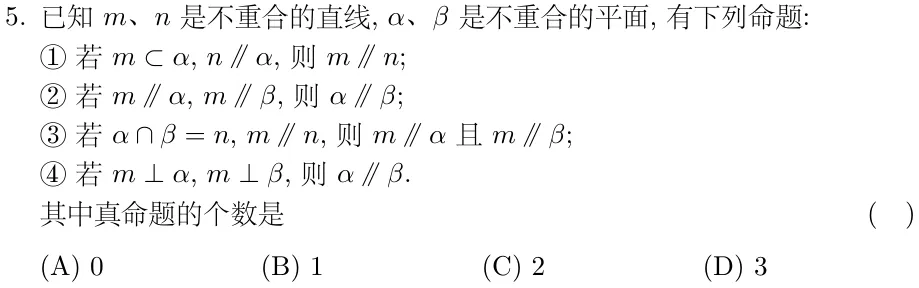 5. 已知 m、n 是不重合的直线, α、β 是不重合的平面, 有下列命题:
① 若 m ⊂ α, n ∥ α, 则 m ∥ n;
② 若 m ∥ α, m ∥ β, 则 α ∥ β;
③ 若 α ∩ β = n, m ∥ n, 则 m ∥ α 且 m ∥ β;
④ 若 m ⊥ α, m ⊥ β, 则 α ∥ β.
其中真命题的个数是 ( )
(A) 0 (B) 1 (C) 2 (D) 3